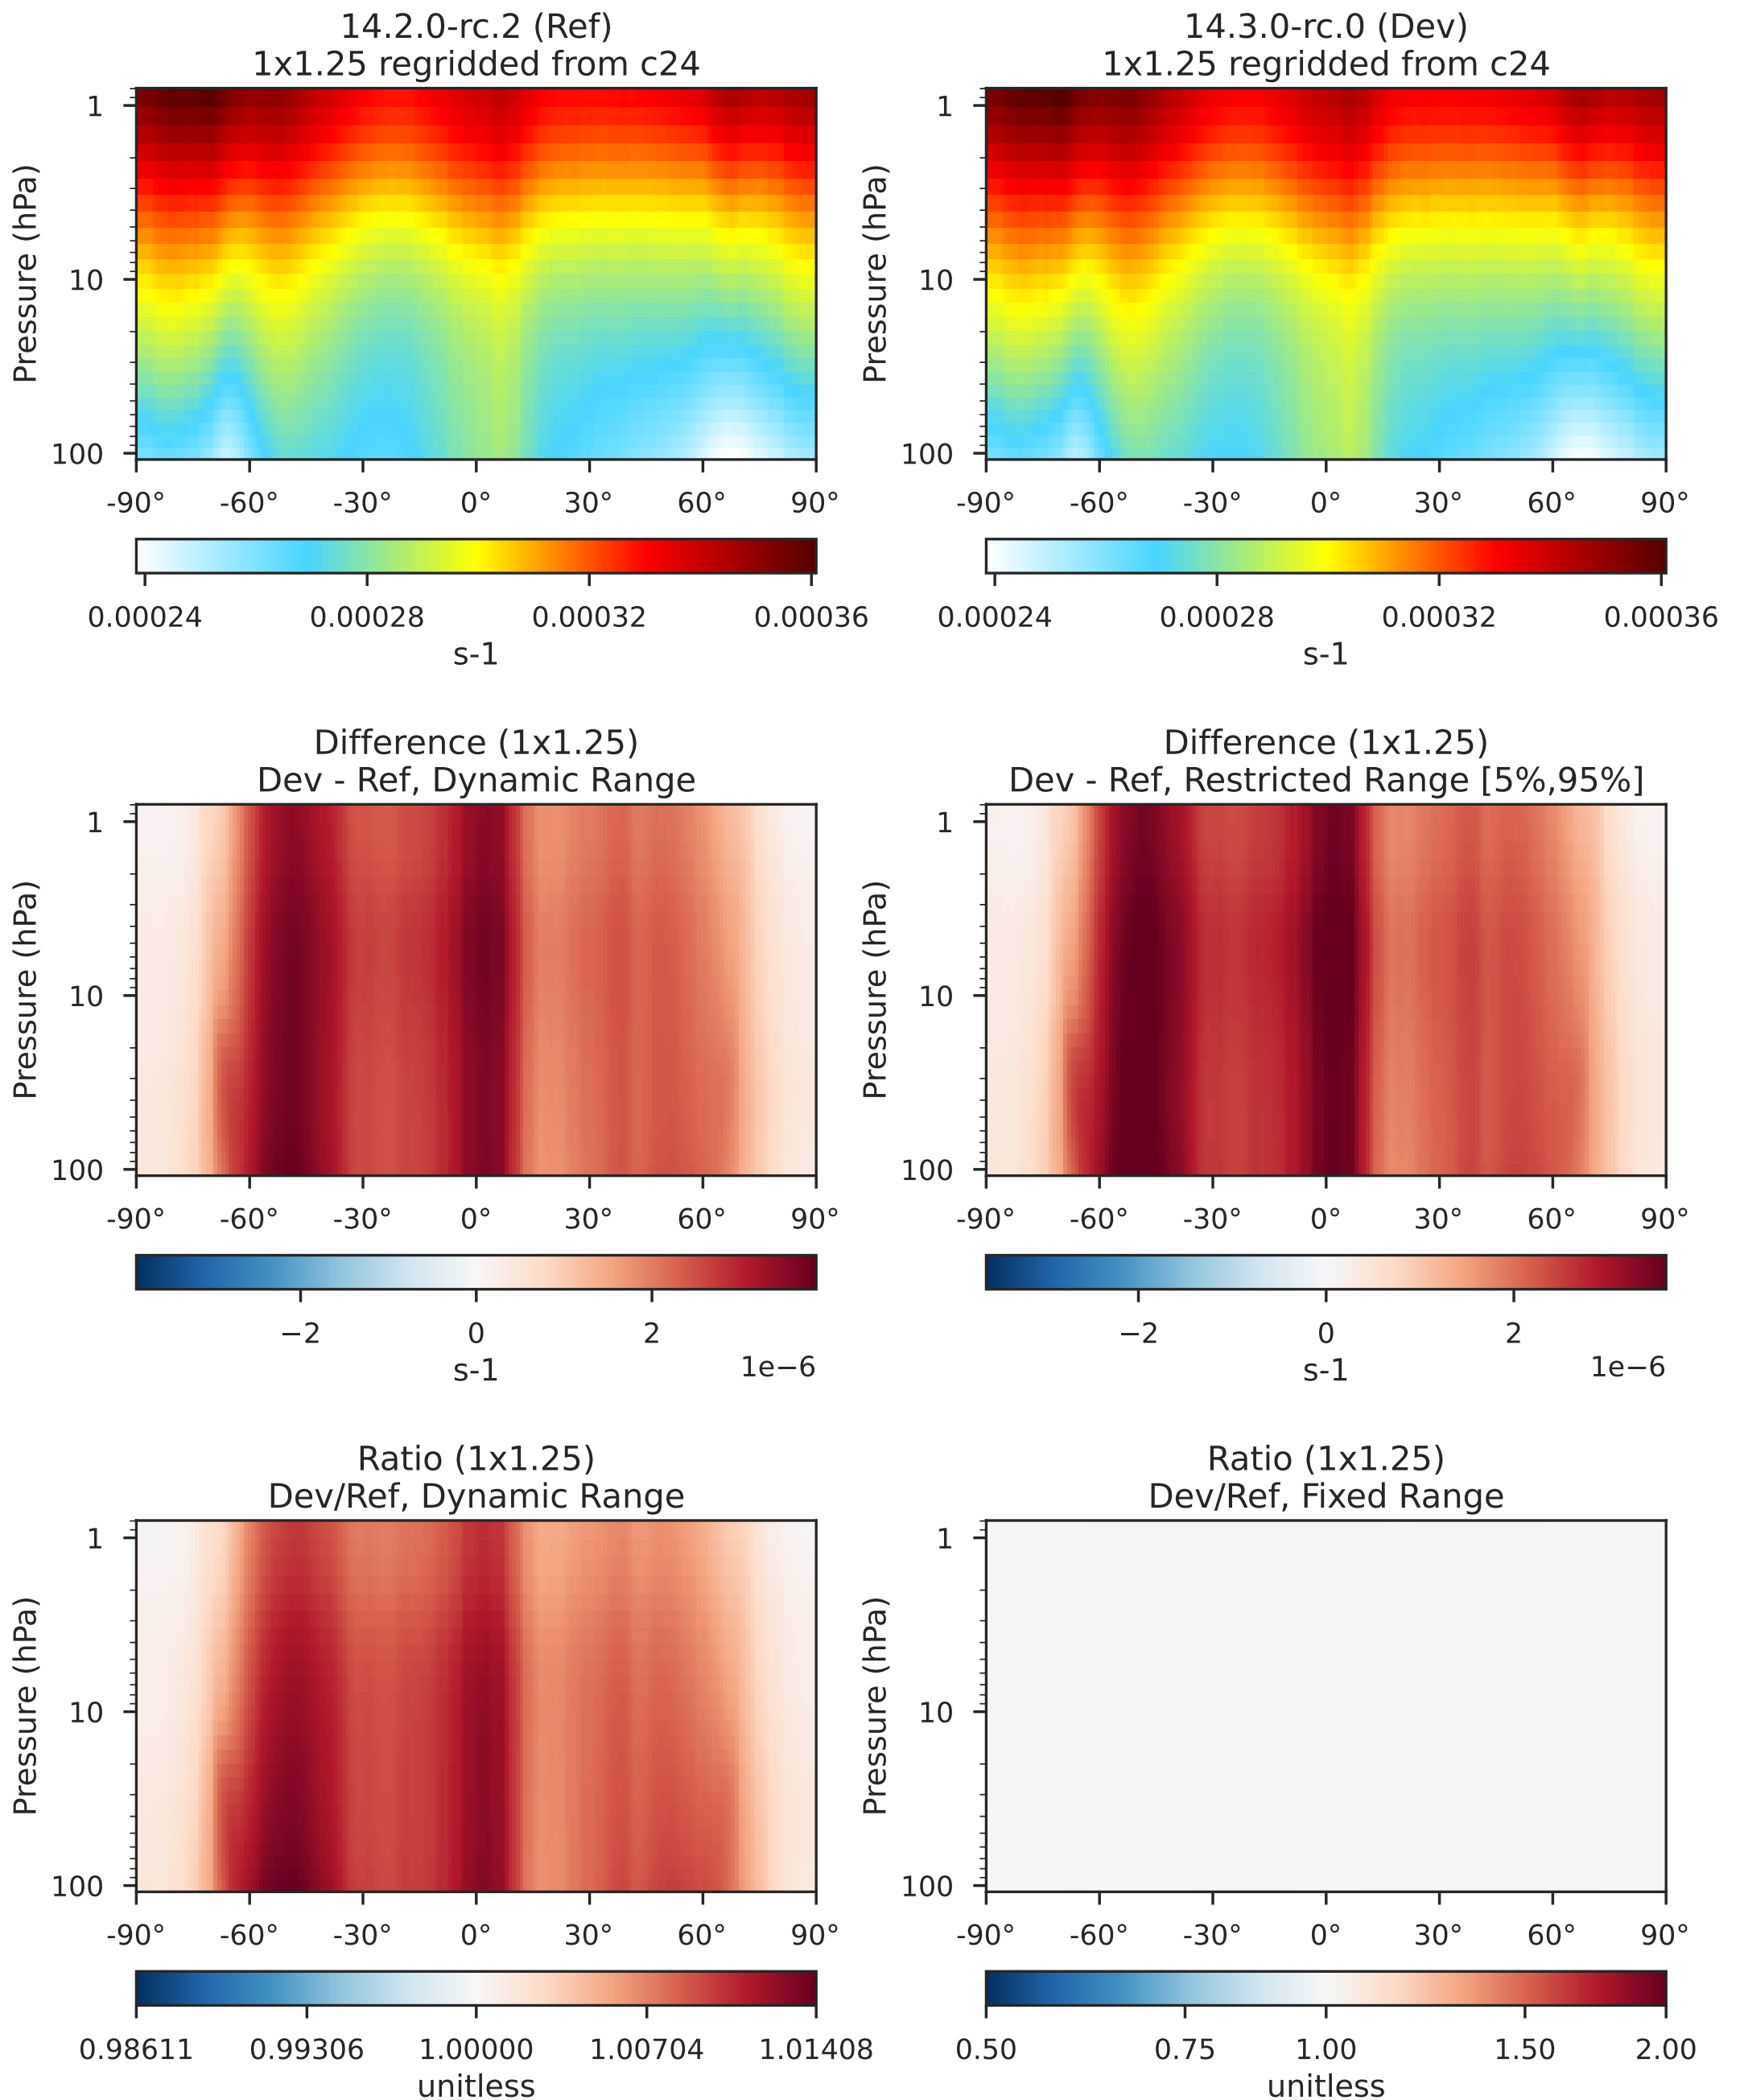 14.2.0-rc.2 (Ref)
1x1.25 regridded from c24
Pressure (hPa)
1
10
100
-90° -60° -30° 0° 30° 60° 90°
0.00024 0.00028 0.00032 0.00036
s-1
14.3.0-rc.0 (Dev)
1x1.25 regridded from c24
Pressure (hPa)
1
10
100
-90° -60° -30° 0° 30° 60° 90°
0.00024 0.00028 0.00032 0.00036
s-1
Difference (1x1.25)
Dev - Ref, Dynamic Range
Pressure (hPa)
1
10
100
-90° -60° -30° 0° 30° 60° 90°
−2 0 2
s-1 1e−6
Difference (1x1.25)
Dev - Ref, Restricted Range [5%,95%]
Pressure (hPa)
1
10
100
-90° -60° -30° 0° 30° 60° 90°
−2 0 2
s-1 1e−6
Ratio (1x1.25)
Dev/Ref, Dynamic Range
Pressure (hPa)
1
10
100
-90° -60° -30° 0° 30° 60° 90°
0.98611 0.99306 1.00000 1.00704 1.01408
unitless
Ratio (1x1.25)
Dev/Ref, Fixed Range
Pressure (hPa)
1
10
100
-90° -60° -30° 0° 30° 60° 90°
0.50 0.75 1.00 1.50 2.00
unitless